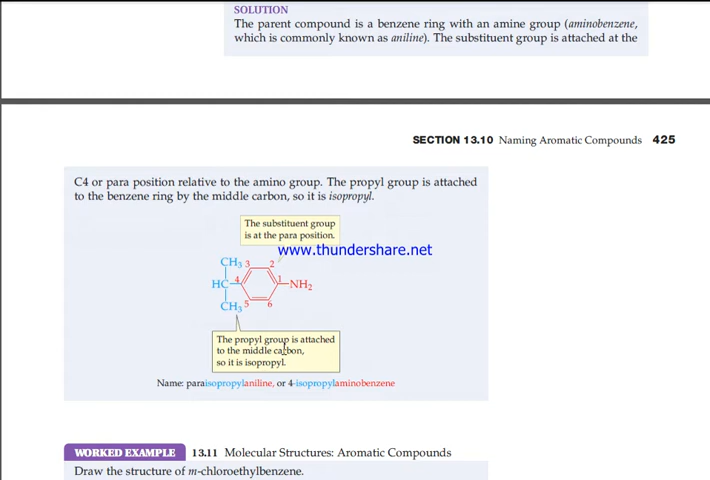 SOLUTION
The parent compound is a benzene ring with an amine group (aminobenzene,
which is commonly known as aniline). The substituent group is attached at the
SECTION 13.10 Naming Aromatic Compounds 425
C4 or para position relative to the amino group. The propyl group is attached
to the benzene ring by the middle carbon, so it is isopropyl.
The substituent group
is at the para position.
www.thundershare.net
CH3 3 2
HC 4 1 NH2
CH3 5 6
The propyl group is attached
to the middle carbon,
so it is isopropyl.
Name: paraisopropylaniline, or 4-isopropylaminobenzene
WORKED EXAMPLE 13.11 Molecular Structures: Aromatic Compounds
Draw the structure of m-chloroethylbenzene.